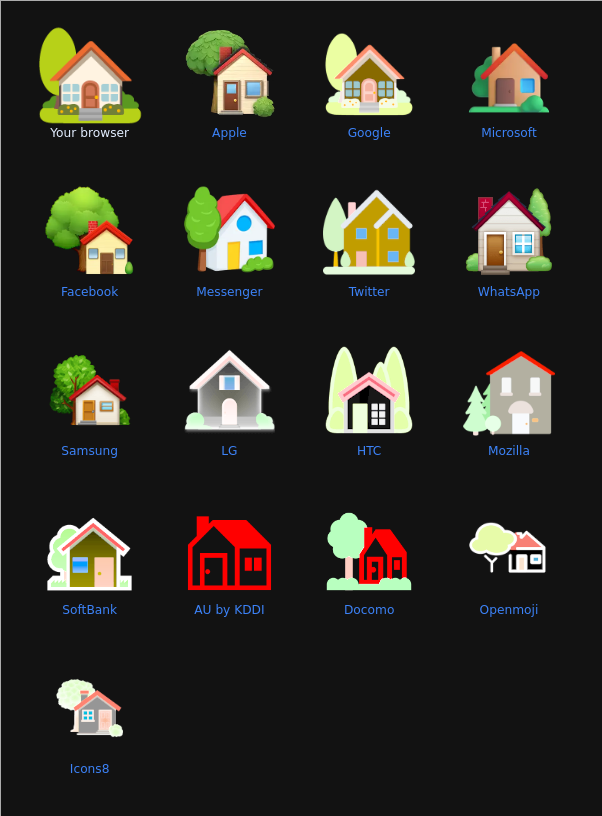 Your browser
Apple
Google
Microsoft
Facebook
Messenger
Twitter
WhatsApp
Samsung
LG
HTC
Mozilla
SoftBank
AU by KDDI
Docomo
Openmoji
Icons8